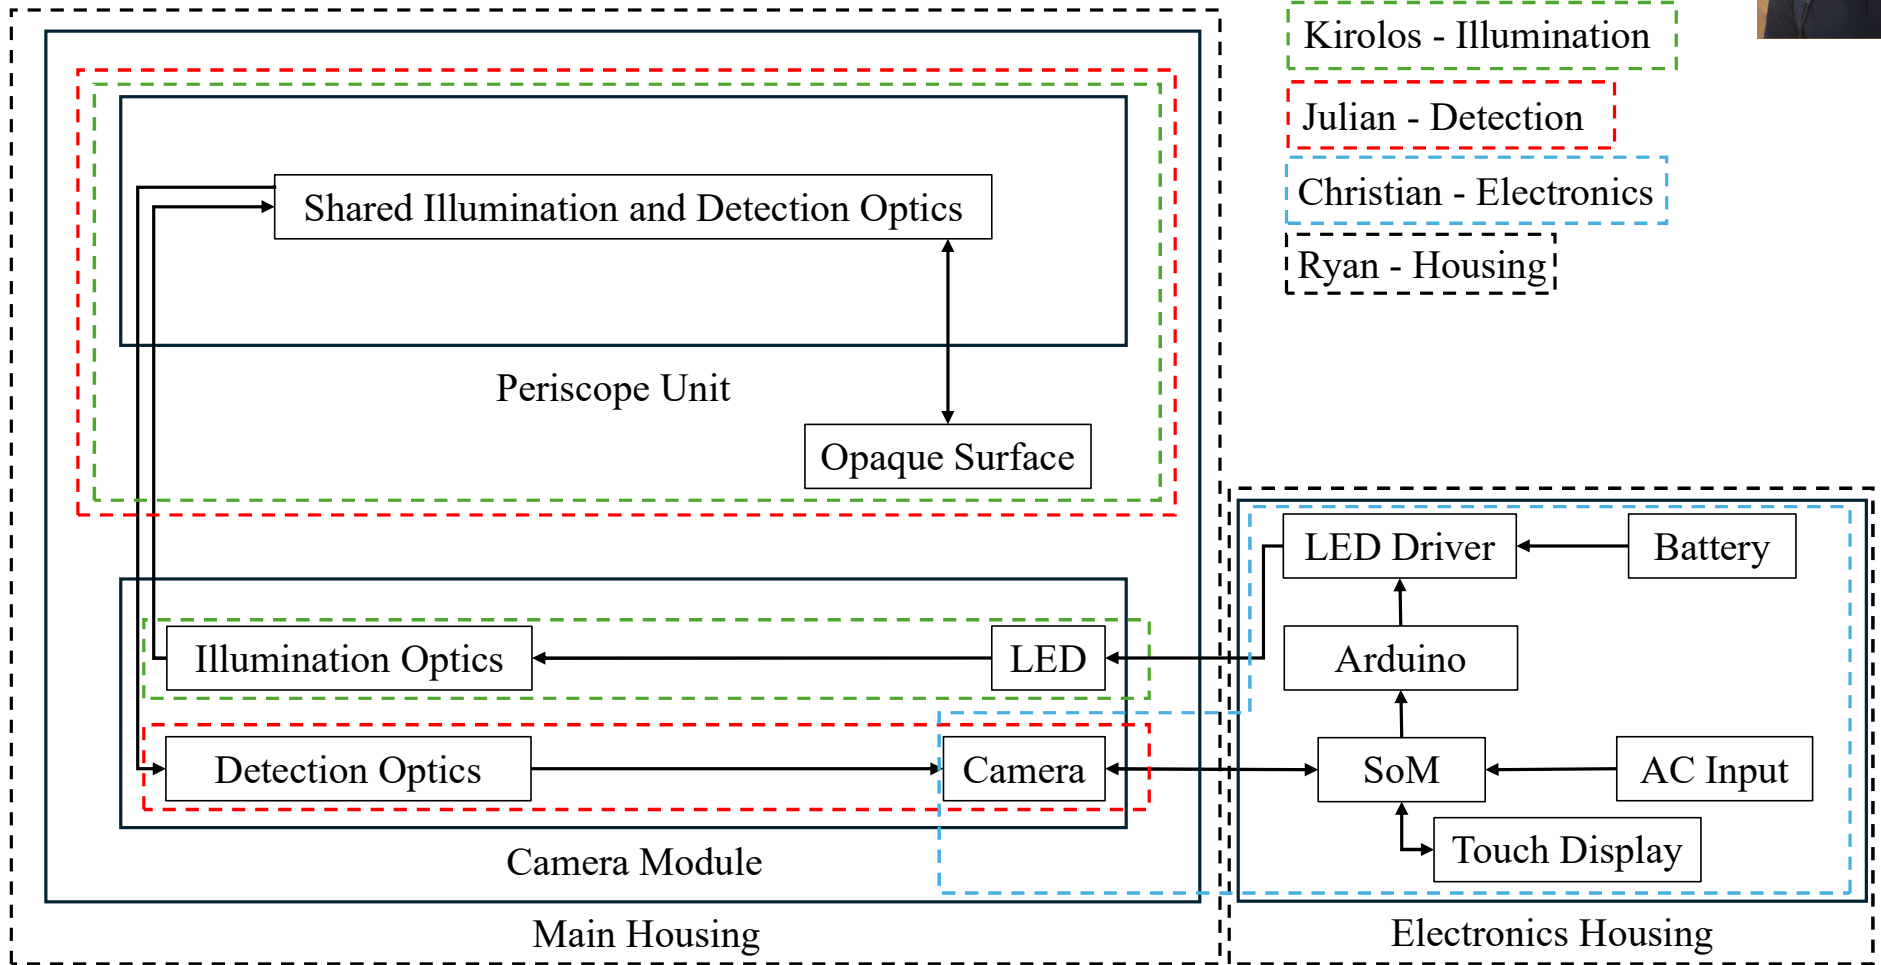 Kirolos - Illumination
Julian - Detection
Christian - Electronics
Ryan - Housing
Shared Illumination and Detection Optics
Periscope Unit
Opaque Surface
LED Driver
Battery
Illumination Optics
LED
Arduino
Detection Optics
Camera
SoM
AC Input
Touch Display
Camera Module
Main Housing
Electronics Housing